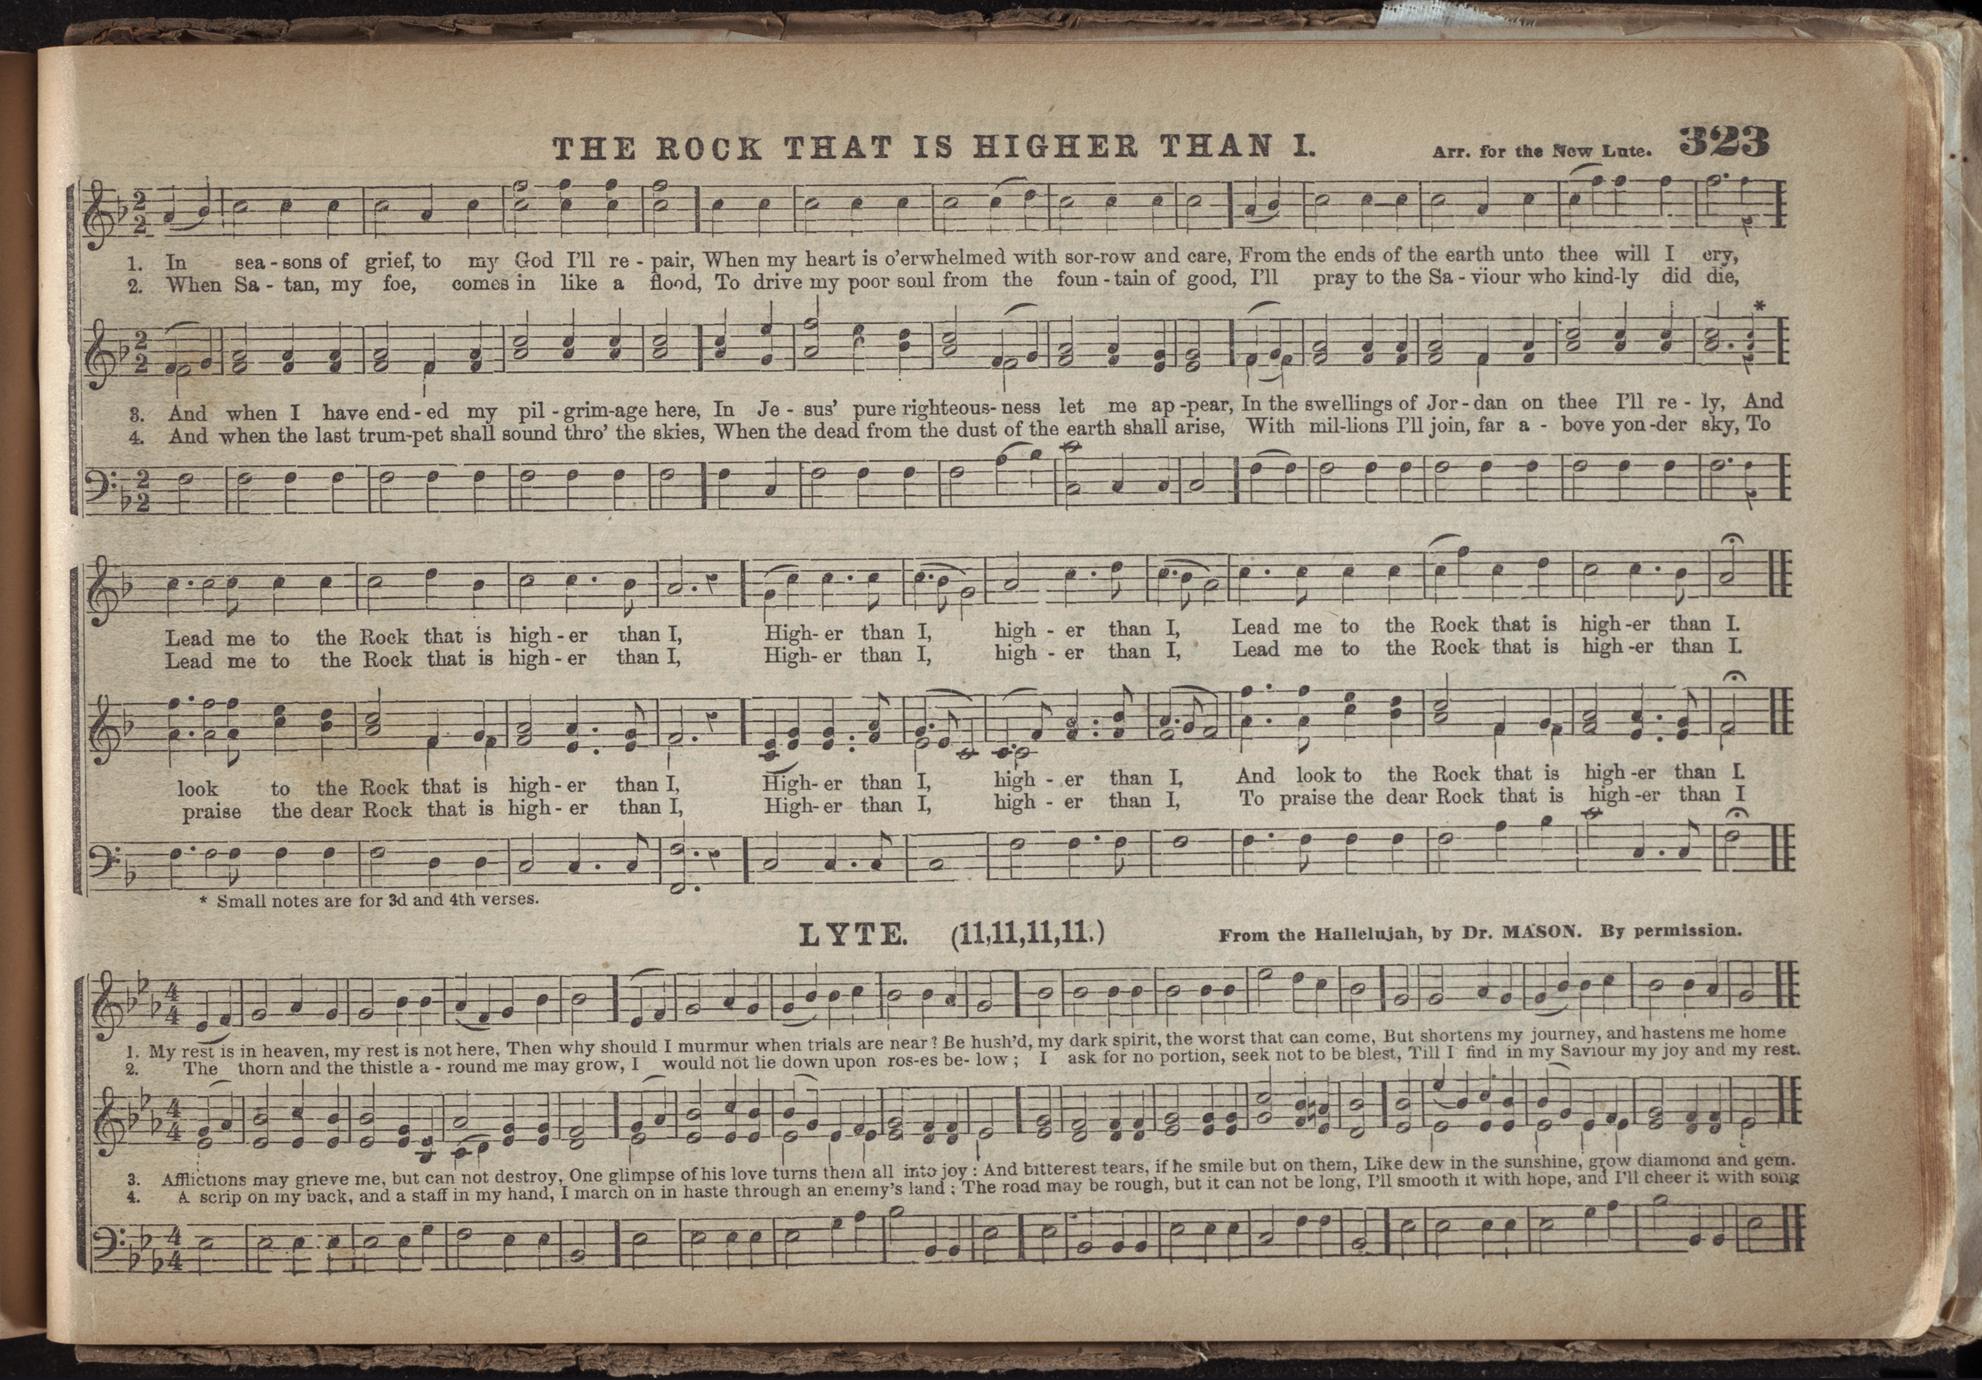 THE ROCK THAT IS HIGHER THAN I. Arr. for the New Lute. 323
1. In sea - sons of grief, to my God I'll re - pair, When my heart is o'erwhelmed with sor-row and care, From the ends of the earth unto thee will I cry,
2. When Sa - tan, my foe, comes in like a flood, To drive my poor soul from the foun - tain of good, I'll pray to the Sa - viour who kind-ly did die,
*
3. And when I have end - ed my pil - grim-age here, In Je - sus' pure righteous- ness let me ap -pear, In the swellings of Jor - dan on thee I'll re - ly, And
4. And when the last trum-pet shall sound thro' the skies, When the dead from the dust of the earth shall arise, With mil-lions I'll join, far a - bove yon -der sky, To
Lead me to the Rock that is high - er than I, High- er than I, high - er than I, Lead me to the Rock that is high -er than I.
Lead me to the Rock that is high - er than I, High- er than I, high - er than I, Lead me to the Rock that is high -er than I.
look to the Rock that is high - er than I, High- er than I, high - er than I, And look to the Rock that is high -er than I.
praise the dear Rock that is high - er than I, High- er than I, high - er than I, To praise the dear Rock that is high -er than I
* Small notes are for 3d and 4th verses.
LYTE. (11,11,11,11.) From the Hallelujah, by Dr. MASON. By permission.
1. My rest is in heaven, my rest is not here, Then why should I murmur when trials are near? Be hush'd, my dark spirit, the worst that can come, But shortens my journey, and hastens me home
2. The thorn and the thistle a - round me may grow, I would not lie down upon ros-es be- low; I ask for no portion, seek not to be blest, Till I find in my Saviour my joy and my rest.
3. Afflictions may grieve me, but can not destroy, One glimpse of his love turns them all into joy: And bitterest tears, if he smile but on them, Like dew in the sunshine, grow diamond and gem.
4. A scrip on my back, and a staff in my hand, I march on in haste through an enemy's land; The road may be rough, but it can not be long, I'll smooth it with hope, and I'll cheer it with song